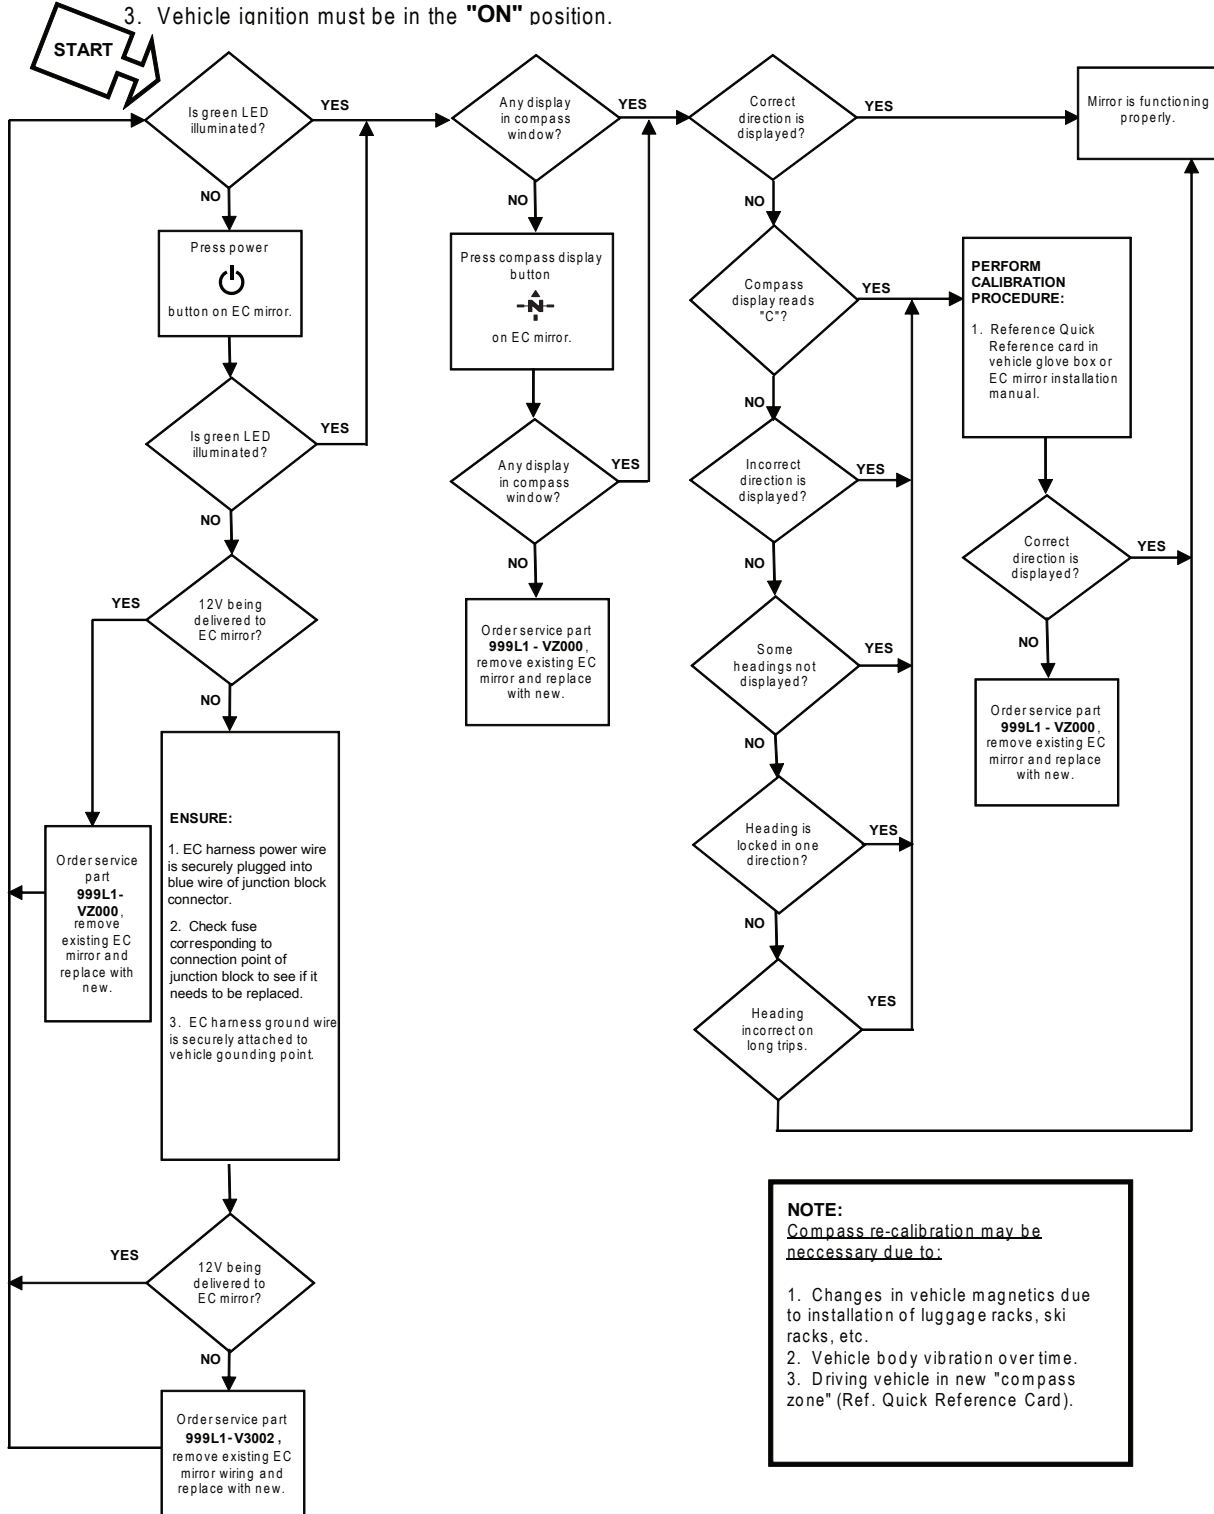 3. Vehicle ignition must be in the "ON" position.
START
Is green LED
illuminated?
YES
NO
Press power
button on EC mirror.
Is green LED
illuminated?
YES
NO
12V being
delivered to
EC mirror?
YES
NO
Order service
part
999L1-
VZ000,
remove
existing EC
mirror and
replace with
new.
ENSURE:
1. EC harness power wire
is securely plugged into
blue wire of junction block
connector.
2. Check fuse
corresponding to
connection point of
junction block to see if it
needs to be replaced.
3. EC harness ground wire
is securely attached to
vehicle gounding point.
12V being
delivered to
EC mirror?
YES
NO
Order service part
999L1-V3002,
remove existing EC
mirror wiring and
replace with new.
Any display
in compass
window?
YES
NO
Press compass display
button
N
on EC mirror.
Any display
in compass
window?
YES
NO
Order service part
999L1 - VZ000,
remove existing EC
mirror and replace
with new.
Correct
direction is
displayed?
YES
NO
Compass
display reads
"C"?
YES
NO
Incorrect
direction is
displayed?
YES
NO
Some
headings not
displayed?
YES
NO
Heading is
locked in one
direction?
YES
NO
Heading
incorrect on
long trips.
YES
Mirror is functioning
properly.
PERFORM
CALIBRATION
PROCEDURE:
1. Reference Quick
Reference card in
vehicle glove box or
EC mirror installation
manual.
Correct
direction is
displayed?
YES
NO
Order service part
999L1 - VZ000,
remove existing EC
mirror and replace
with new.
NOTE:
Compass re-calibration may be
neccessary due to:
1. Changes in vehicle magnetics due
to installation of luggage racks, ski
racks, etc.
2. Vehicle body vibration over time.
3. Driving vehicle in new "compass
zone" (Ref. Quick Reference Card).